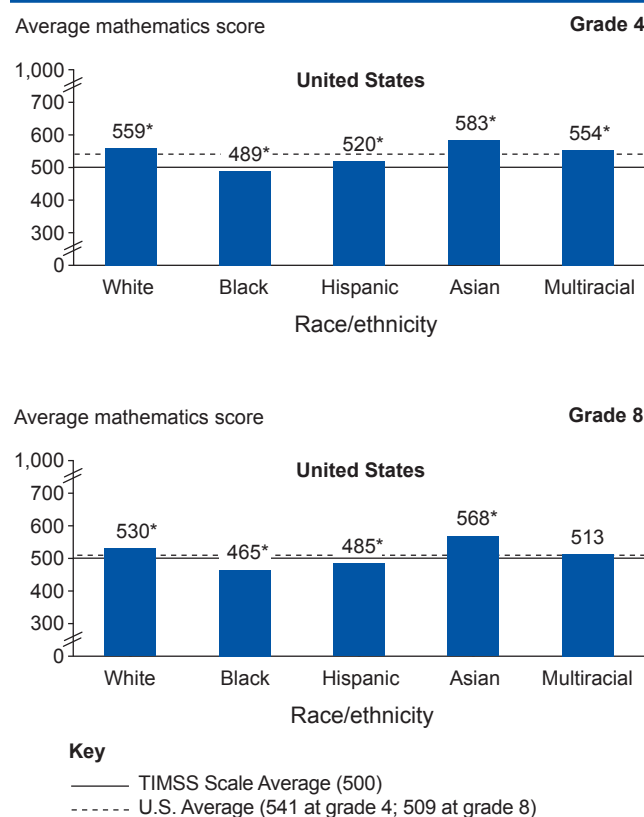 Average mathematics score Grade 4
United States
1,000
700
600
500
400
300
0
559* 489* 520* 583* 554*
White Black Hispanic Asian Multiracial
Race/ethnicity
Average mathematics score Grade 8
United States
1,000
700
600
500
400
300
0
530* 465* 485* 568* 513
White Black Hispanic Asian Multiracial
Race/ethnicity
Key
TIMSS Scale Average (500)
U.S. Average (541 at grade 4; 509 at grade 8)